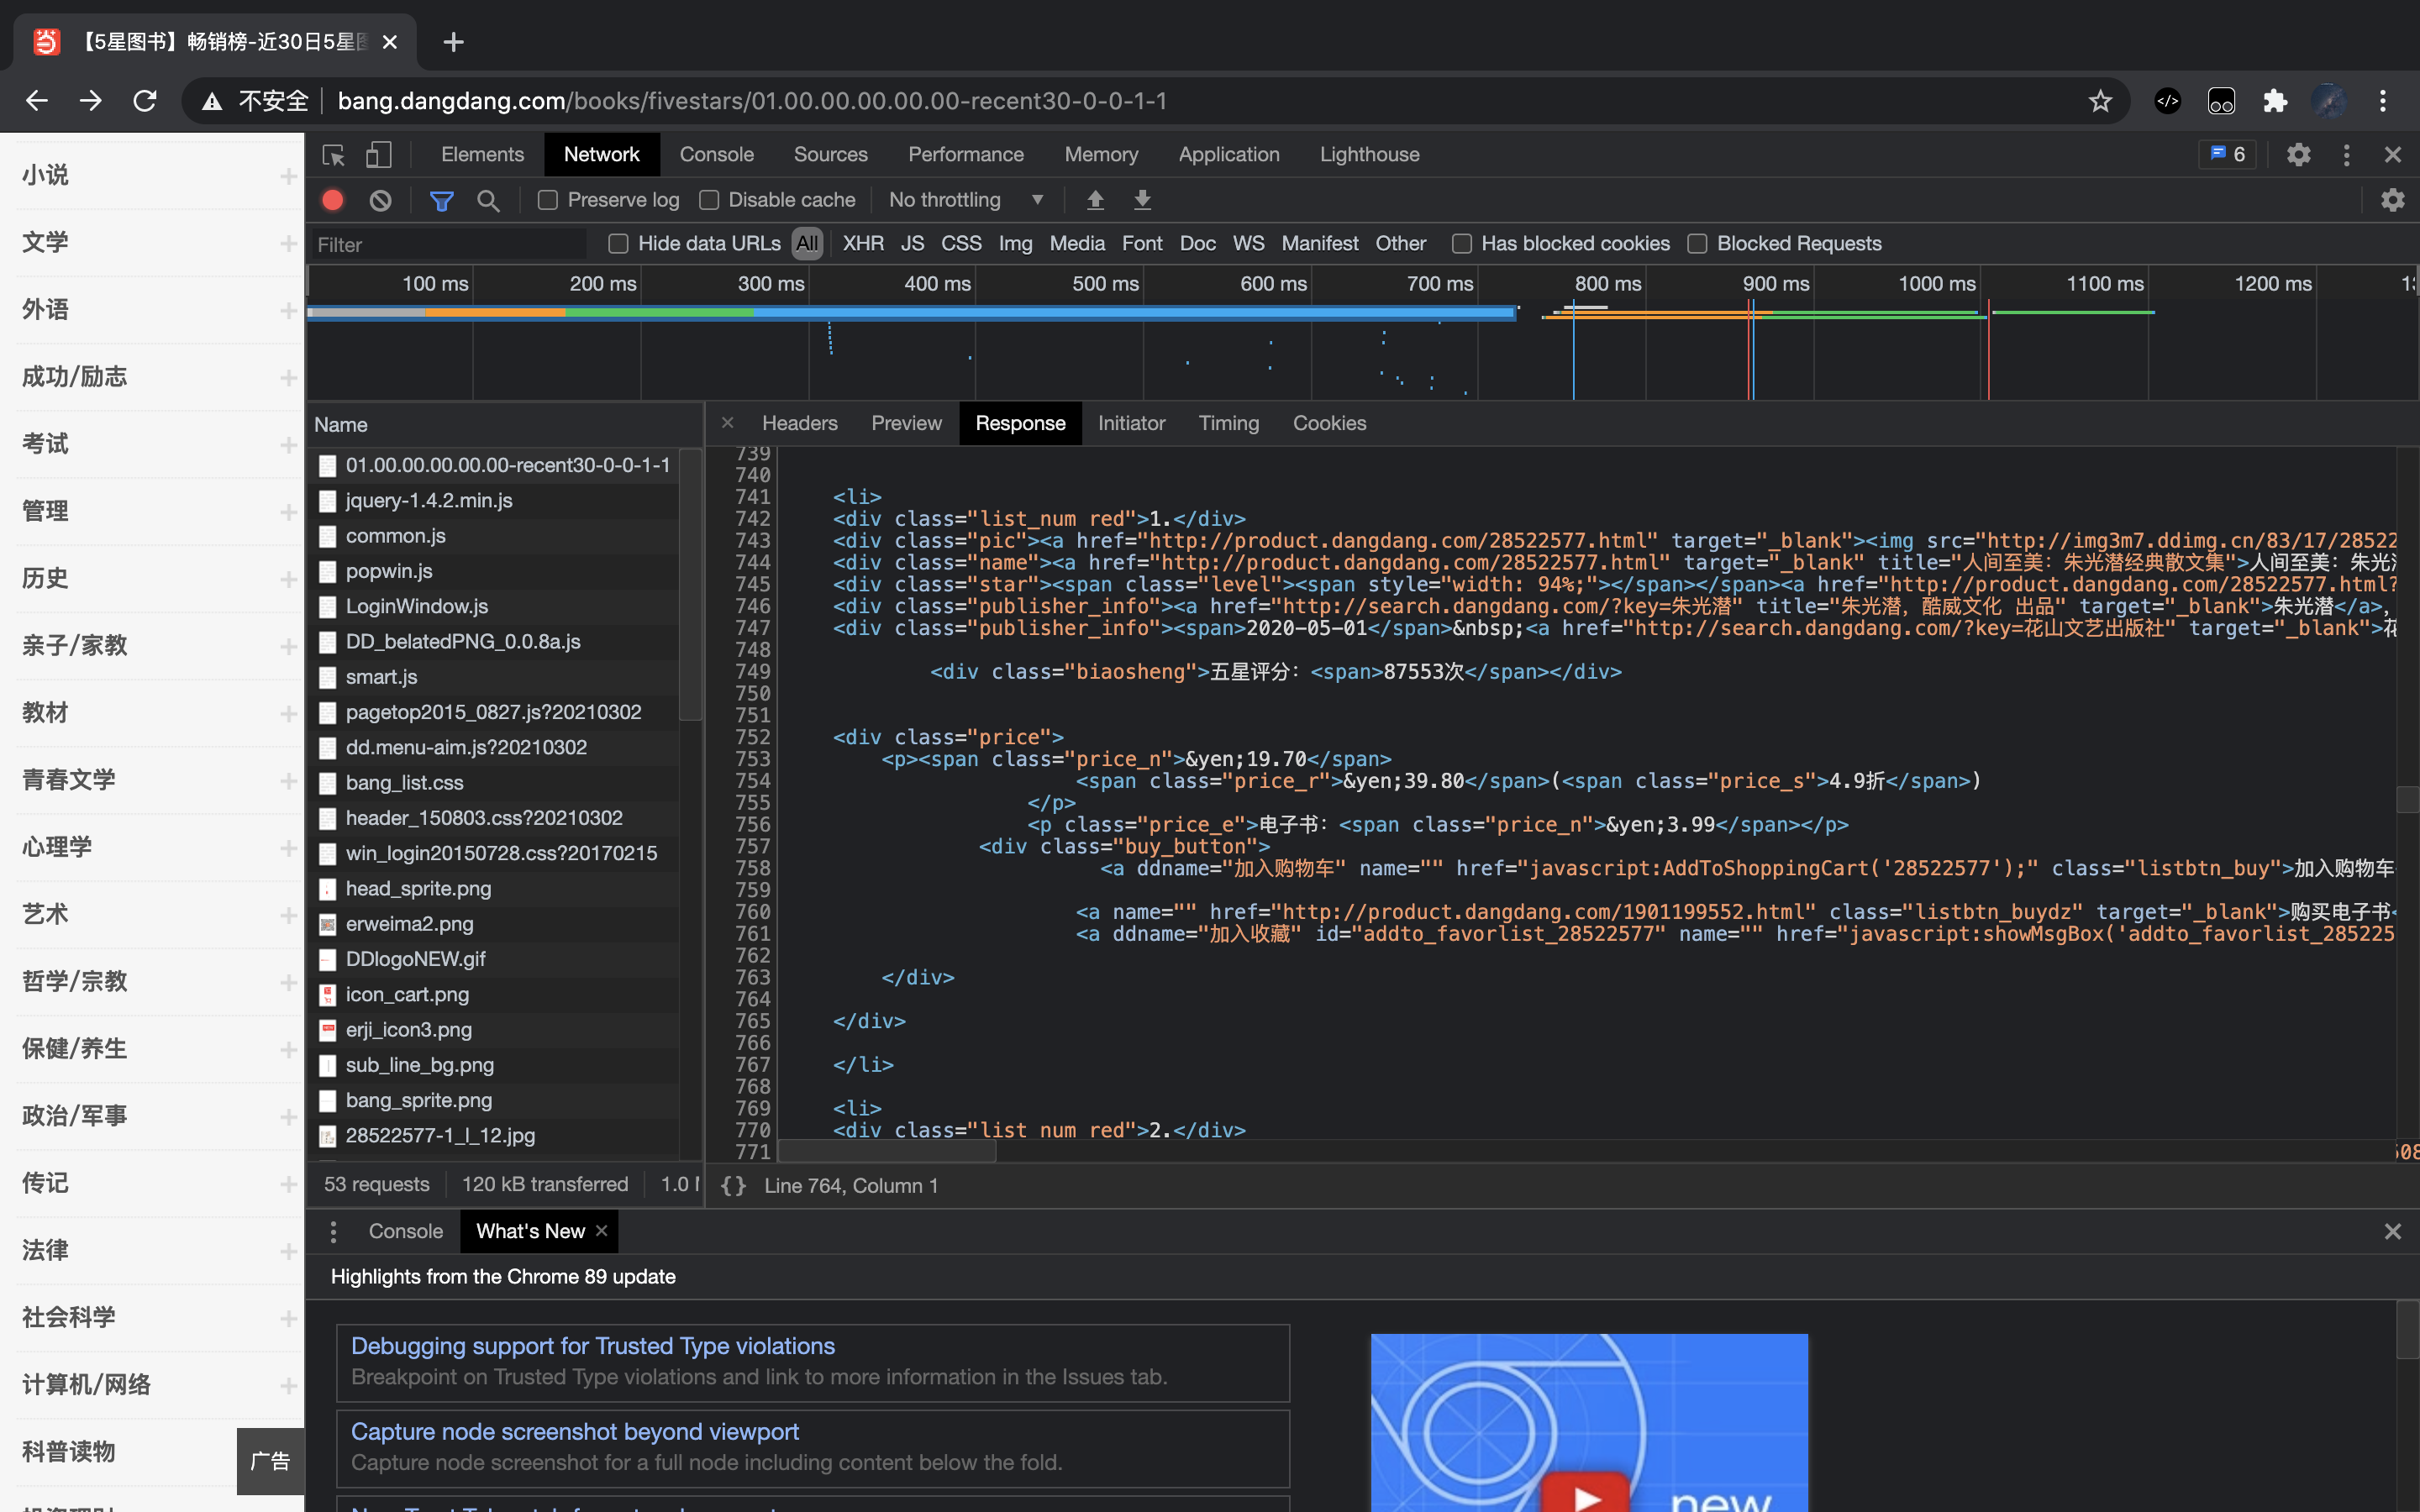 【5星图书】畅销榜-近30日5星
不安全 bang.dangdang.com/books/fivestars/01.00.00.00.00.00-recent30-0-0-1-1
小说
文学
外语
成功/励志
考试
管理
历史
亲子/家教
教材
青春文学
心理学
艺术
哲学/宗教
保健/养生
政治/军事
传记
法律
社会科学
计算机/网络
科普读物
广告
Elements Network Console Sources Performance Memory Application Lighthouse 6
Preserve log Disable cache No throttling
Filter Hide data URLs All XHR JS CSS Img Media Font Doc WS Manifest Other Has blocked cookies Blocked Requests
100 ms 200 ms 300 ms 400 ms 500 ms 600 ms 700 ms 800 ms 900 ms 1000 ms 1100 ms 1200 ms
Name
01.00.00.00.00.00-recent30-0-0-1-1
jquery-1.4.2.min.js
common.js
popwin.js
LoginWindow.js
DD_belatedPNG_0.0.8a.js
smart.js
pagetop2015_0827.js?20210302
dd.menu-aim.js?20210302
bang_list.css
header_150803.css?20210302
win_login20150728.css?20170215
head_sprite.png
erweima2.png
DDlogoNEW.gif
icon_cart.png
erji_icon3.png
sub_line_bg.png
bang_sprite.png
28522577-1_l_12.jpg
53 requests 120 kB transferred 1.0
Headers Preview Response Initiator Timing Cookies
739
740
741 <li>
742 <div class="list_num red">1.</div>
743 <div class="pic"><a href="http://product.dangdang.com/28522577.html" target="_blank"><img src="http://img3m7.ddimg.cn/83/17/28522
744 <div class="name"><a href="http://product.dangdang.com/28522577.html" target="_blank" title="人间至美：朱光潜经典散文集">人间至美：朱光
745 <div class="star"><span class="level"><span style="width: 94%;"></span></span><a href="http://product.dangdang.com/28522577.html?
746 <div class="publisher_info"><a href="http://search.dangdang.com/?key=朱光潜" title="朱光潜，酷威文化 出品" target="_blank">朱光潜</a>，
747 <div class="publisher_info"><span>2020-05-01</span>&nbsp;<a href="http://search.dangdang.com/?key=花山文艺出版社" target="_blank">花
748
749 <div class="biaosheng">五星评分：<span>87553次</span></div>
750
751
752 <div class="price">
753 <p><span class="price_n">&yen;19.70</span>
754 <span class="price_r">&yen;39.80</span>(<span class="price_s">4.9折</span>)
755 </p>
756 <p class="price_e">电子书：<span class="price_n">&yen;3.99</span></p>
757 <div class="buy_button">
758 <a ddname="加入购物车" name="" href="javascript:AddToShoppingCart('28522577');" class="listbtn_buy">加入购物车
759
760 <a name="" href="http://product.dangdang.com/1901199552.html" class="listbtn_buydz" target="_blank">购买电子书<
761 <a ddname="加入收藏" id="addto_favorlist_28522577" name="" href="javascript:showMsgBox('addto_favorlist_285225
762
763 </div>
764
765 </div>
766
767 </li>
768
769 <li>
770 <div class="list_num red">2.</div>
771
{} Line 764, Column 1
Console What's New
Highlights from the Chrome 89 update
Debugging support for Trusted Type violations
Breakpoint on Trusted Type violations and link to more information in the Issues tab.
Capture node screenshot beyond viewport
Capture node screenshot for a full node including content below the fold.
new